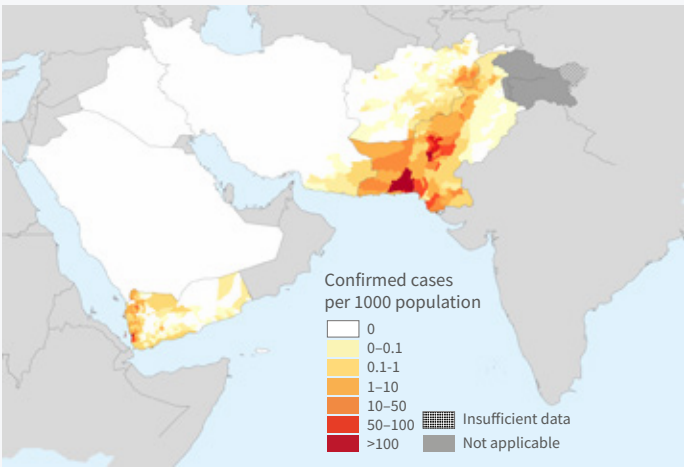 Confirmed cases
per 1000 population
0
0–0.1
0.1-1
1–10
10–50
50–100
>100
Insufficient data
Not applicable